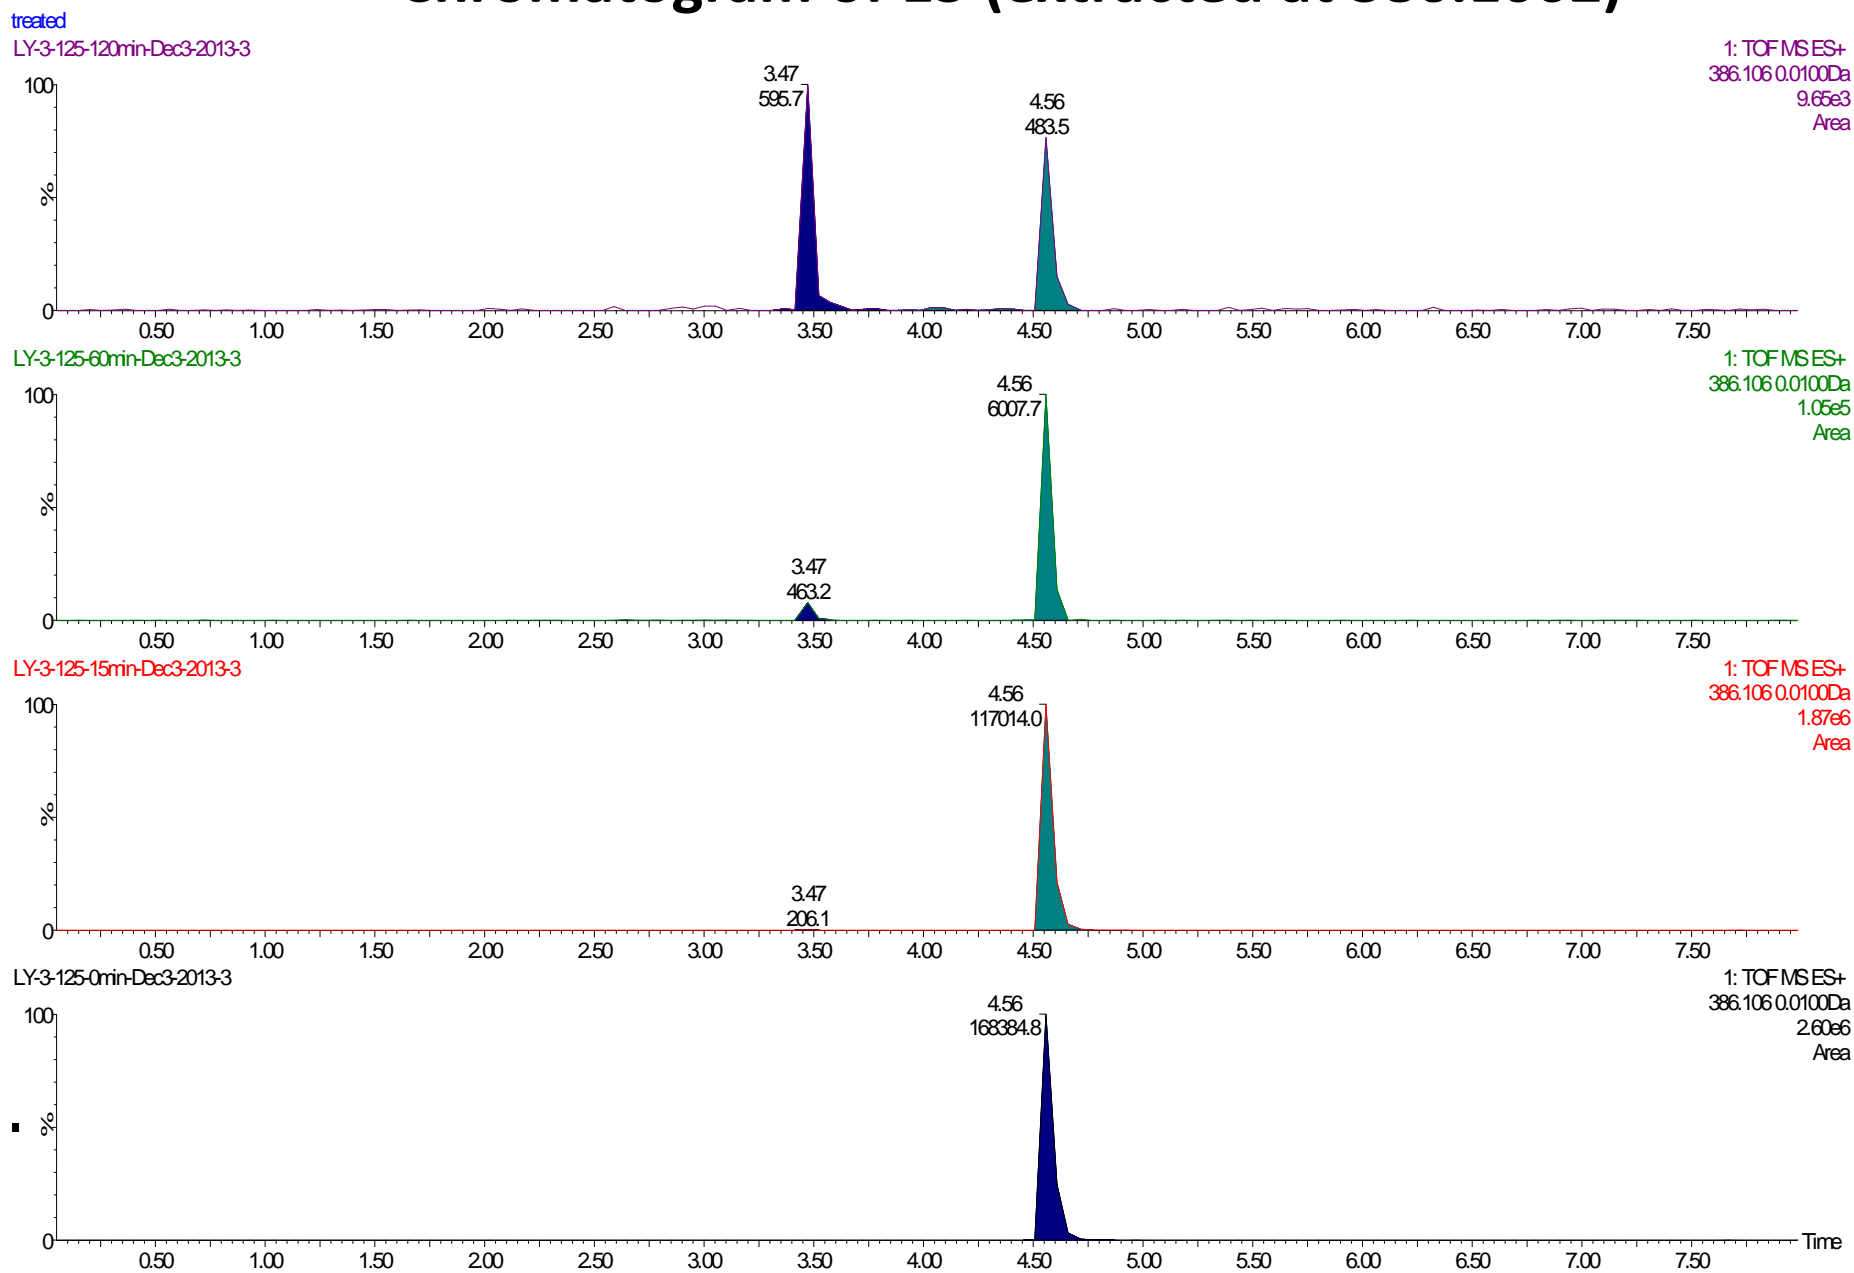 treated
LY-3-125-120min-Dec3-2013-3
1: TOF MS ES+
386.106 0.0100Da
9.65e3
Area
3.47
595.7
4.56
483.5
100
%
0
0.50 1.00 1.50 2.00 2.50 3.00 3.50 4.00 4.50 5.00 5.50 6.00 6.50 7.00 7.50
LY-3-125-60min-Dec3-2013-3
1: TOF MS ES+
386.106 0.0100Da
1.05e5
Area
4.56
6007.7
3.47
463.2
100
%
0
0.50 1.00 1.50 2.00 2.50 3.00 3.50 4.00 4.50 5.00 5.50 6.00 6.50 7.00 7.50
LY-3-125-15min-Dec3-2013-3
1: TOF MS ES+
386.106 0.0100Da
1.87e6
Area
4.56
117014.0
3.47
206.1
100
%
0
0.50 1.00 1.50 2.00 2.50 3.00 3.50 4.00 4.50 5.00 5.50 6.00 6.50 7.00 7.50
LY-3-125-0min-Dec3-2013-3
1: TOF MS ES+
386.106 0.0100Da
2.60e6
Area
4.56
168384.8
100
%
0
0.50 1.00 1.50 2.00 2.50 3.00 3.50 4.00 4.50 5.00 5.50 6.00 6.50 7.00 7.50
Time